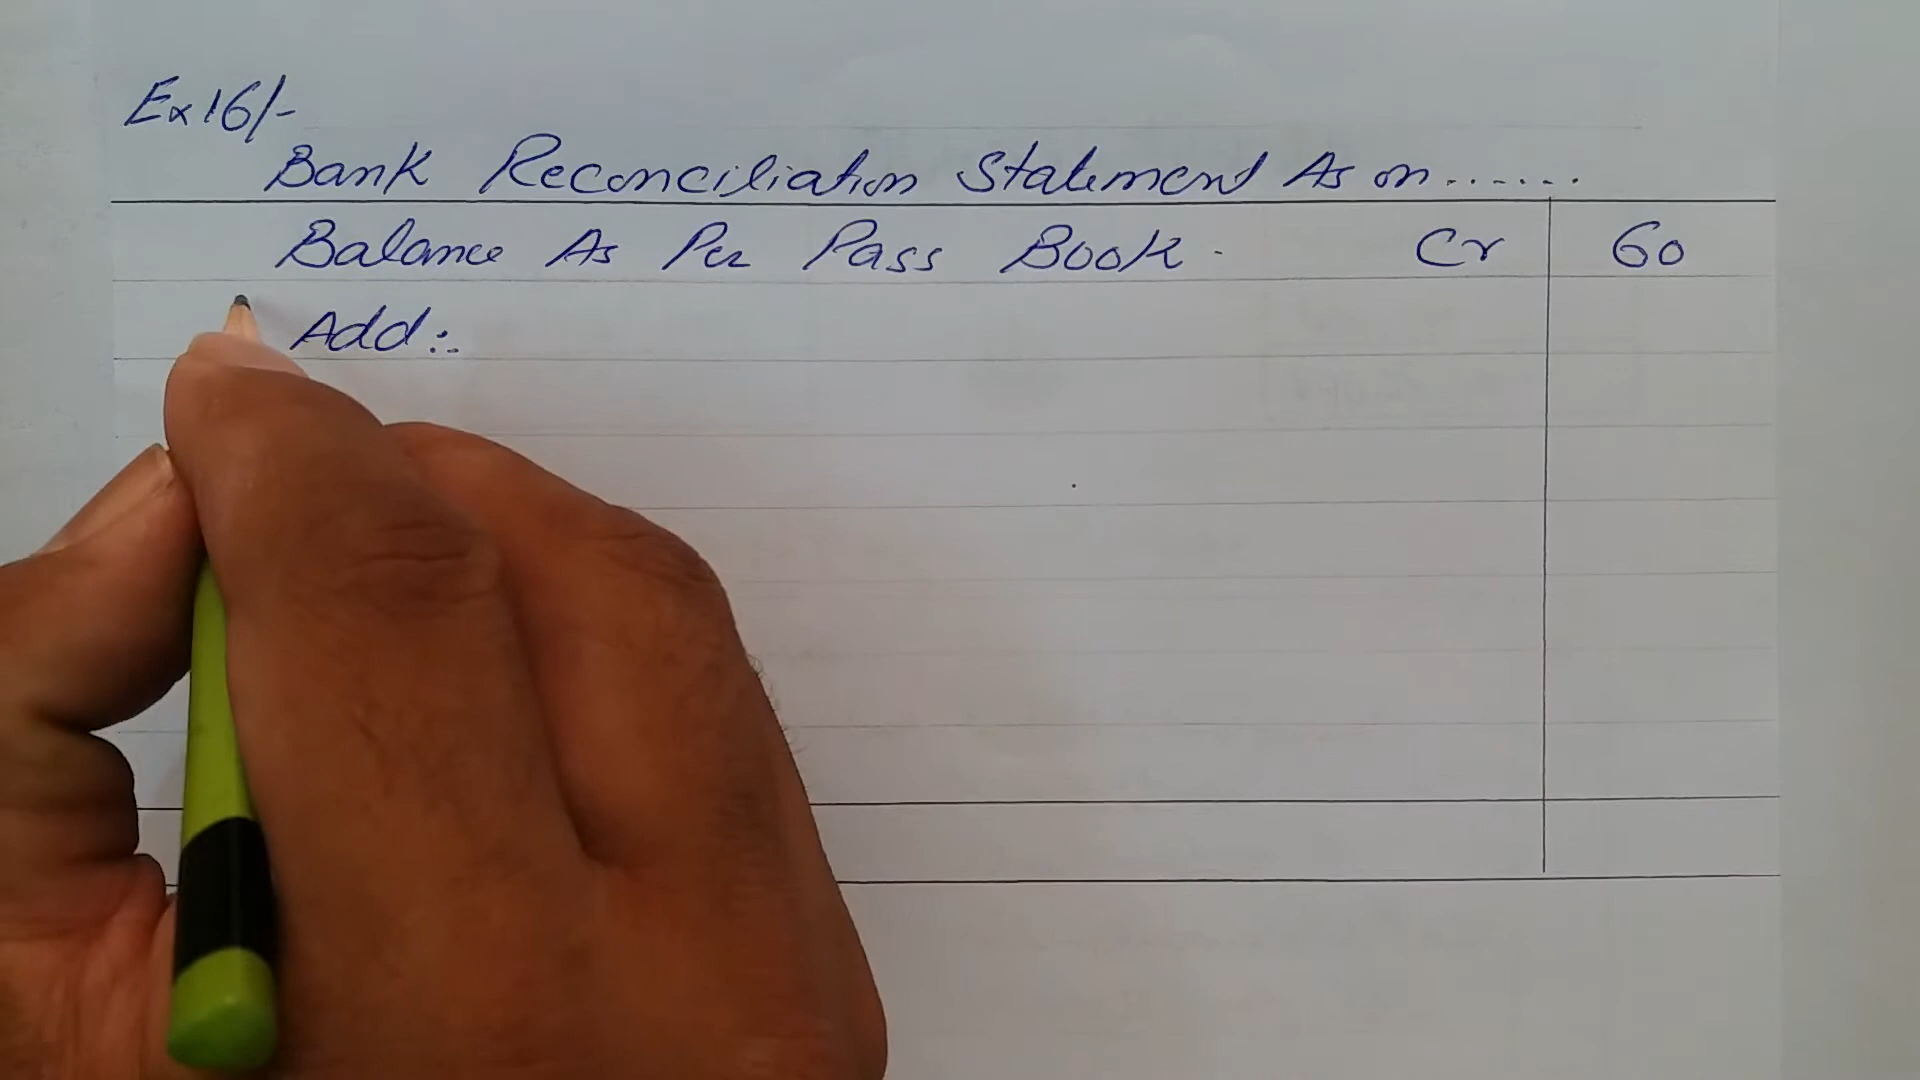 Ex 16/-
Bank Reconciliation Statement As on.......
Balance As Per Pass Book - Cr 60
Add:-